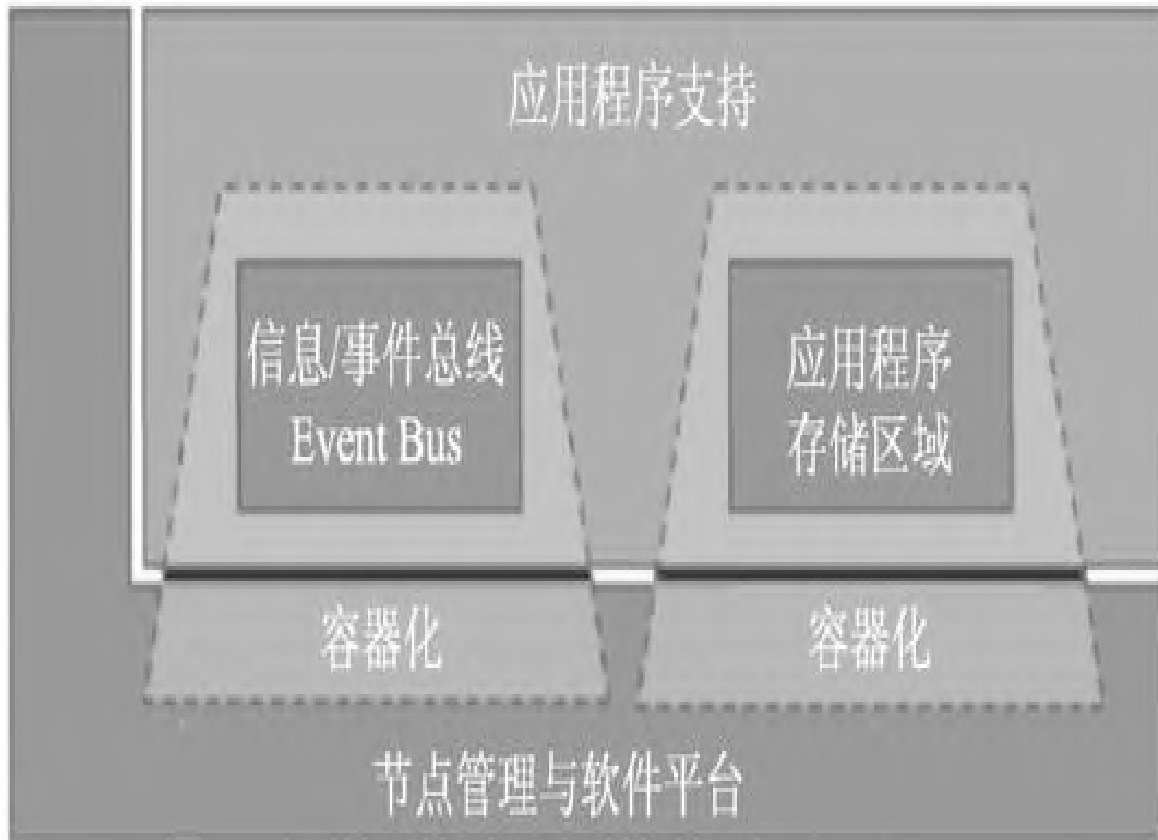 应用程序支持
信息/事件总线
Event Bus
应用程序
存储区域
容器化
容器化
节点管理与软件平台